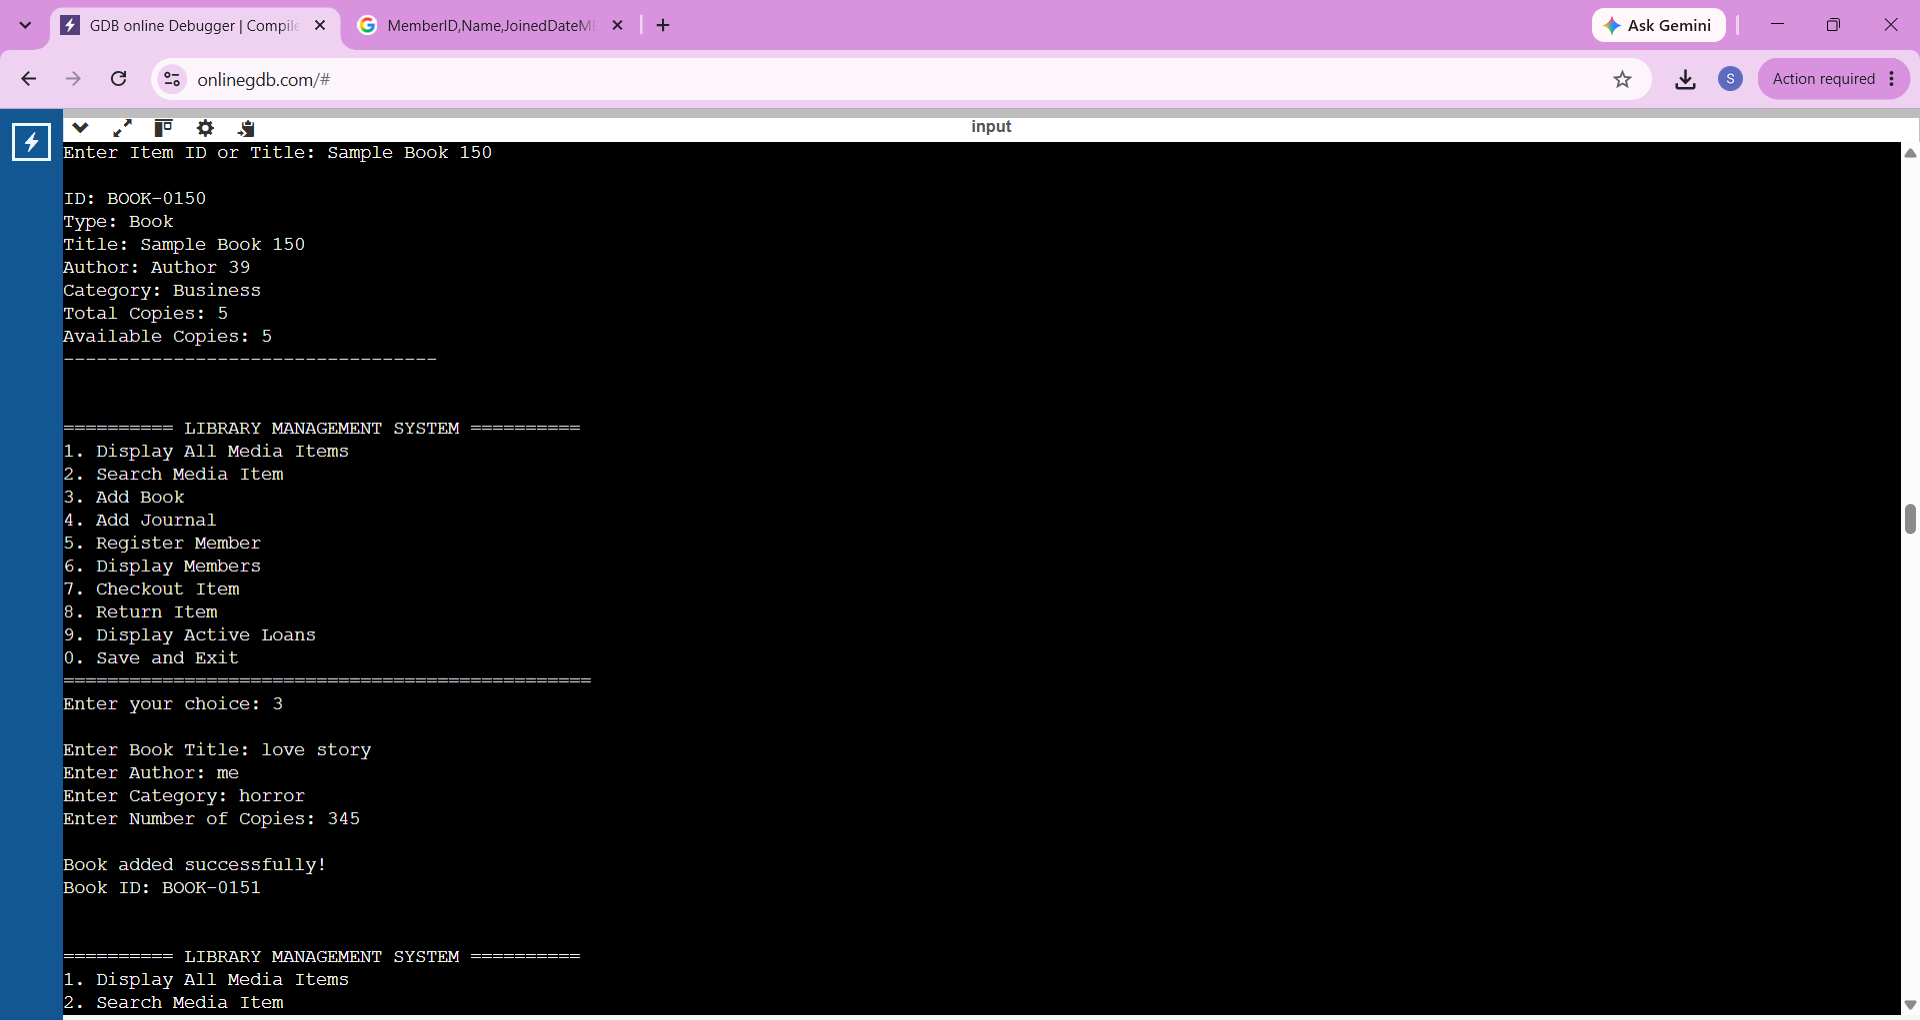 GDB online Debugger | Compile
MemberID,Name,JoinedDateME
Ask Gemini
onlinegdb.com/#
S
Action required
input
Enter Item ID or Title: Sample Book 150
ID: BOOK-0150
Type: Book
Title: Sample Book 150
Author: Author 39
Category: Business
Total Copies: 5
Available Copies: 5
----------------------------------
========== LIBRARY MANAGEMENT SYSTEM ==========
1. Display All Media Items
2. Search Media Item
3. Add Book
4. Add Journal
5. Register Member
6. Display Members
7. Checkout Item
8. Return Item
9. Display Active Loans
0. Save and Exit
================================================
Enter your choice: 3
Enter Book Title: love story
Enter Author: me
Enter Category: horror
Enter Number of Copies: 345
Book added successfully!
Book ID: BOOK-0151
========== LIBRARY MANAGEMENT SYSTEM ==========
1. Display All Media Items
2. Search Media Item